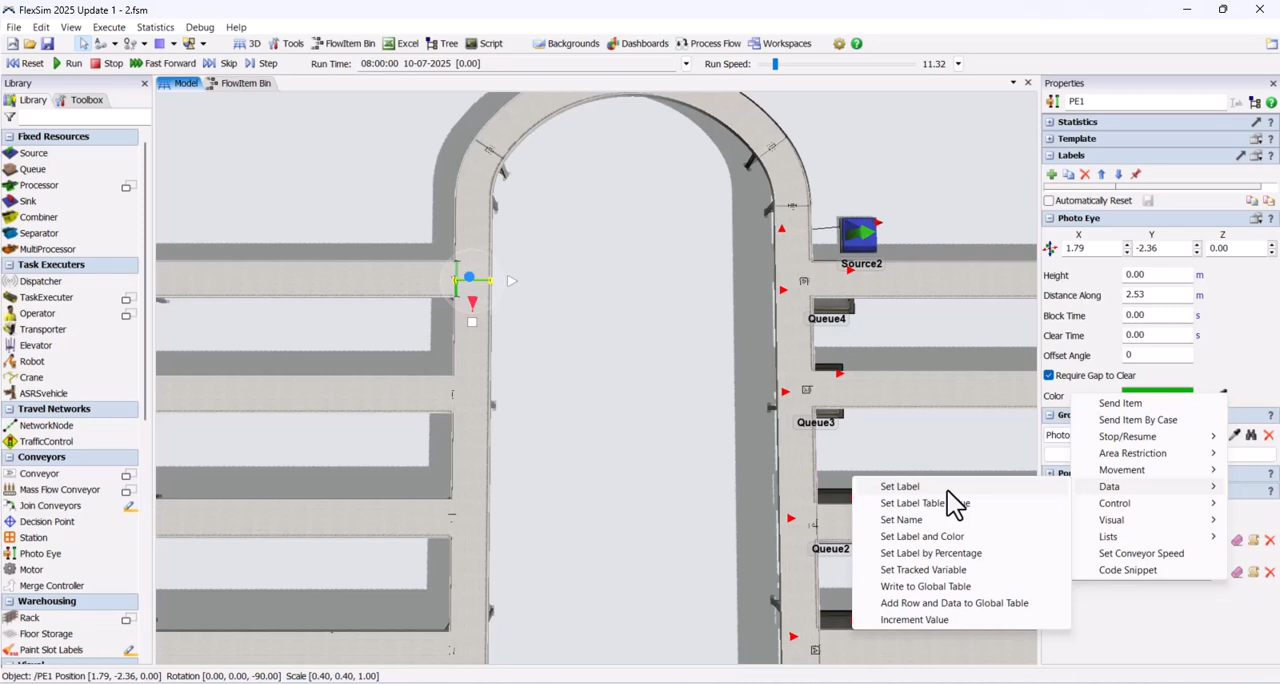 FlexSim 2025 Update 1 - 2.fsm
File Edit View Execute Statistics Debug Help
3D Tools FlowItem Bin Excel Tree Script Backgrounds Dashboards Process Flow Workspaces
Reset Run Stop Fast Forward Skip Step Run Time: 08:00:00 10-07-2025 [0.00] Run Speed: 11.32
Library
Model FlowItem Bin
Library Toolbox
Fixed Resources
Source
Queue
Processor
Sink
Combiner
Separator
MultiProcessor
Task Executers
Dispatcher
TaskExecuter
Operator
Transporter
Elevator
Robot
Crane
ASRSvehicle
Travel Networks
NetworkNode
TrafficControl
Conveyors
Conveyor
Mass Flow Conveyor
Join Conveyors
Decision Point
Station
Photo Eye
Motor
Merge Controller
Warehousing
Rack
Floor Storage
Paint Slot Labels
Source2
Queue4
Queue3
Queue2
Properties
PE1
Statistics
Template
Labels
Automatically Reset
Photo Eye
X Y Z
1.79 -2.36 0.00
Height 0.00 m
Distance Along 2.53 m
Block Time 0.00 s
Clear Time 0.00 s
Offset Angle 0
Require Gap to Clear
Color
Photo
Send Item
Send Item By Case
Stop/Resume
Area Restriction
Movement
Data
Control
Visual
Lists
Set Conveyor Speed
Code Snippet
Set Label
Set Label Table
Set Name
Set Label and Color
Set Label by Percentage
Set Tracked Variable
Write to Global Table
Add Row and Data to Global Table
Increment Value
Object: /PE1 Position [1.79, -2.36, 0.00] Rotation [0.00, 0.00, -90.00] Scale [0.40, 0.40, 1.00]